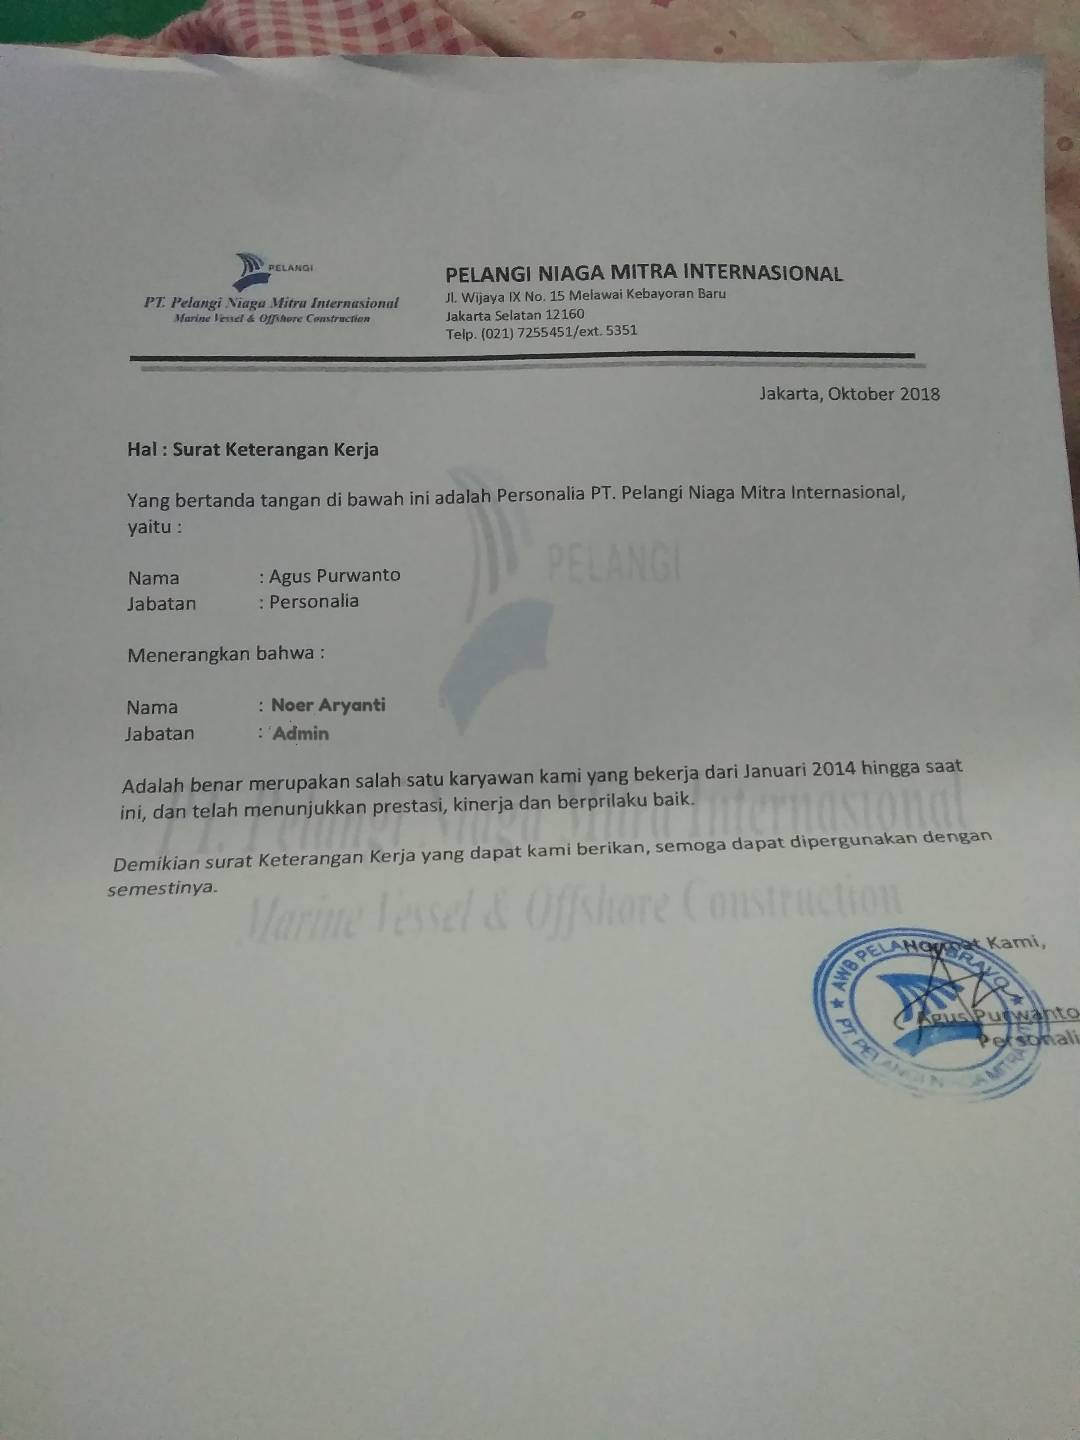 PELANGI
PT. Pelangi Niaga Mitra Internasional
Marine Vessel & Offshore Construction
PELANGI NIAGA MITRA INTERNASIONAL
Jl. Wijaya IX No. 15 Melawai Kebayoran Baru
Jakarta Selatan 12160
Telp. (021) 7255451/ext. 5351
Jakarta, Oktober 2018
Hal : Surat Keterangan Kerja
Yang bertanda tangan di bawah ini adalah Personalia PT. Pelangi Niaga Mitra Internasional,
yaitu :
PELANGI
Nama : Agus Purwanto
Jabatan : Personalia
Menerangkan bahwa :
Nama : Noer Aryanti
Jabatan : Admin
Adalah benar merupakan salah satu karyawan kami yang bekerja dari Januari 2014 hingga saat
ini, dan telah menunjukkan prestasi, kinerja dan berprilaku baik.
PT. Pelangi Niaga Mitra Internasional
Demikian surat Keterangan Kerja yang dapat kami berikan, semoga dapat dipergunakan dengan
semestinya.
Marine Vessel & Offshore Construction
Kami,
AWB PELANGI BRAVO
PT PELANGI NIAGA MITRA
Agus Purwanto
Personali